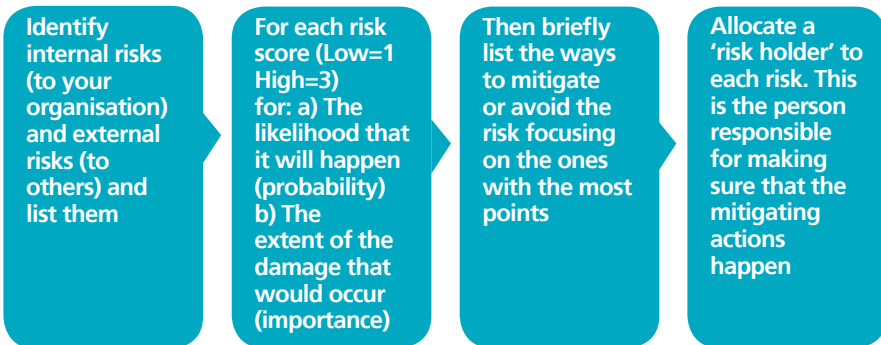 Identify
internal risks
(to your
organisation)
and external
risks (to
others) and
list them
For each risk
score (Low=1
High=3)
for: a) The
likelihood that
it will happen
(probability)
b) The
extent of the
damage that
would occur
(importance)
Then briefly
list the ways
to mitigate
or avoid the
risk focusing
on the ones
with the most
points
Allocate a
‘risk holder’ to
each risk. This
is the person
responsible
for making
sure that the
mitigating
actions
happen